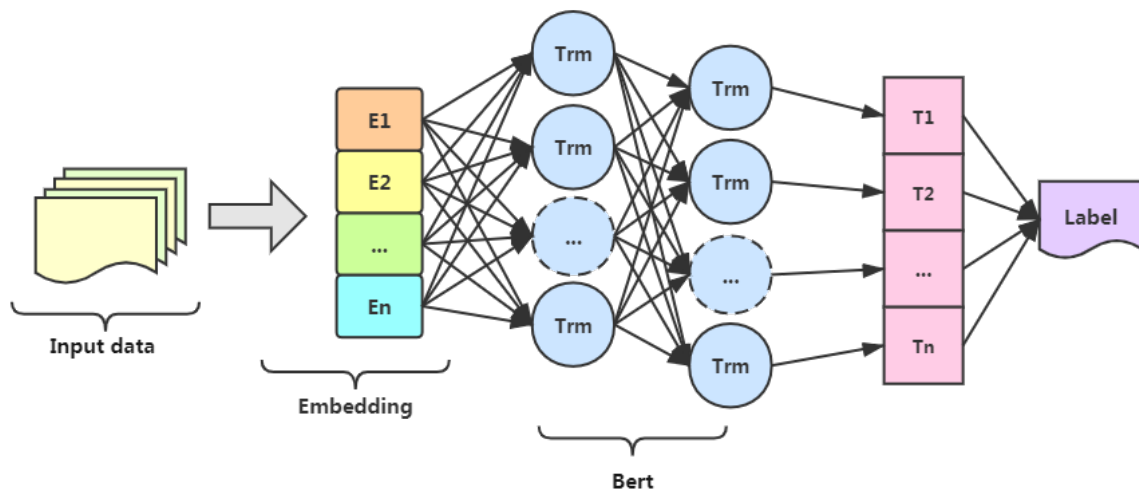 E1
E2
...
En
Trm
Trm
...
Trm
Trm
Trm
...
Trm
T1
T2
...
Tn
Label
Input data
Embedding
Bert